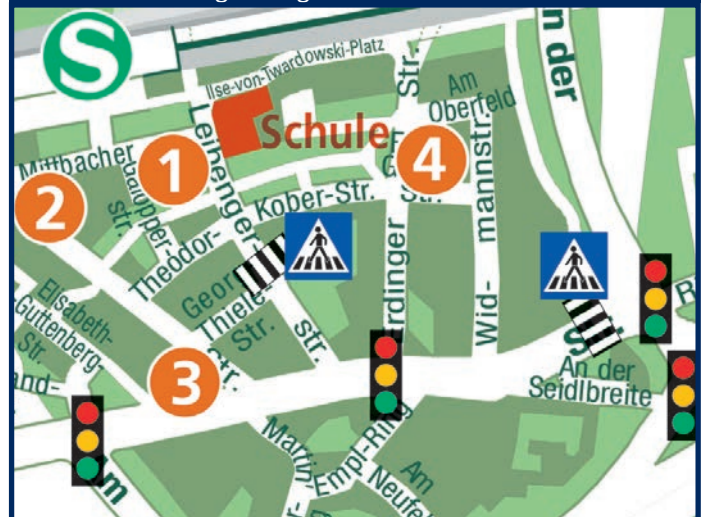 S
Ilse-von-Twardowski-Platz
Str.
Am
Oberfeld
n der
Schule
Leihenger
1
4
Mittbacher
2
str.
Kober-Str.
Theodor-
Georg
Thiele-
Str.
Erdinger
Wid-
mannstr.
Elisabeth-
Guttenberg-
Str.
and-
str.
3
Str.
An der
Seidlbreite
Am
Martin-
Empl-Ring
Am
Neufe